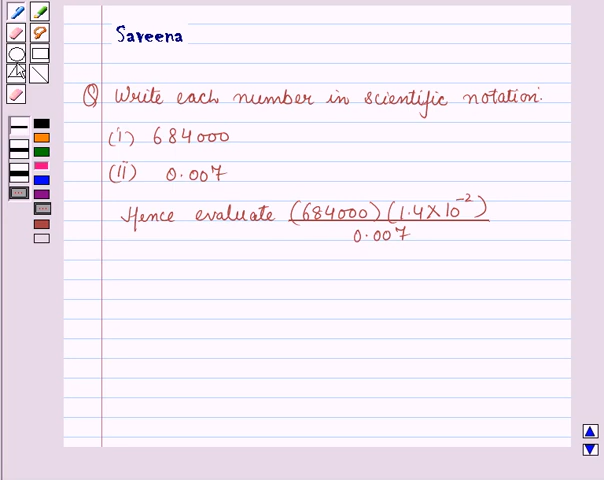 Saveena
Q Write each number in scientific notation.
(i) 684000
(ii) 0.007
Hence evaluate (684000)(1.4×10⁻²)
0.007